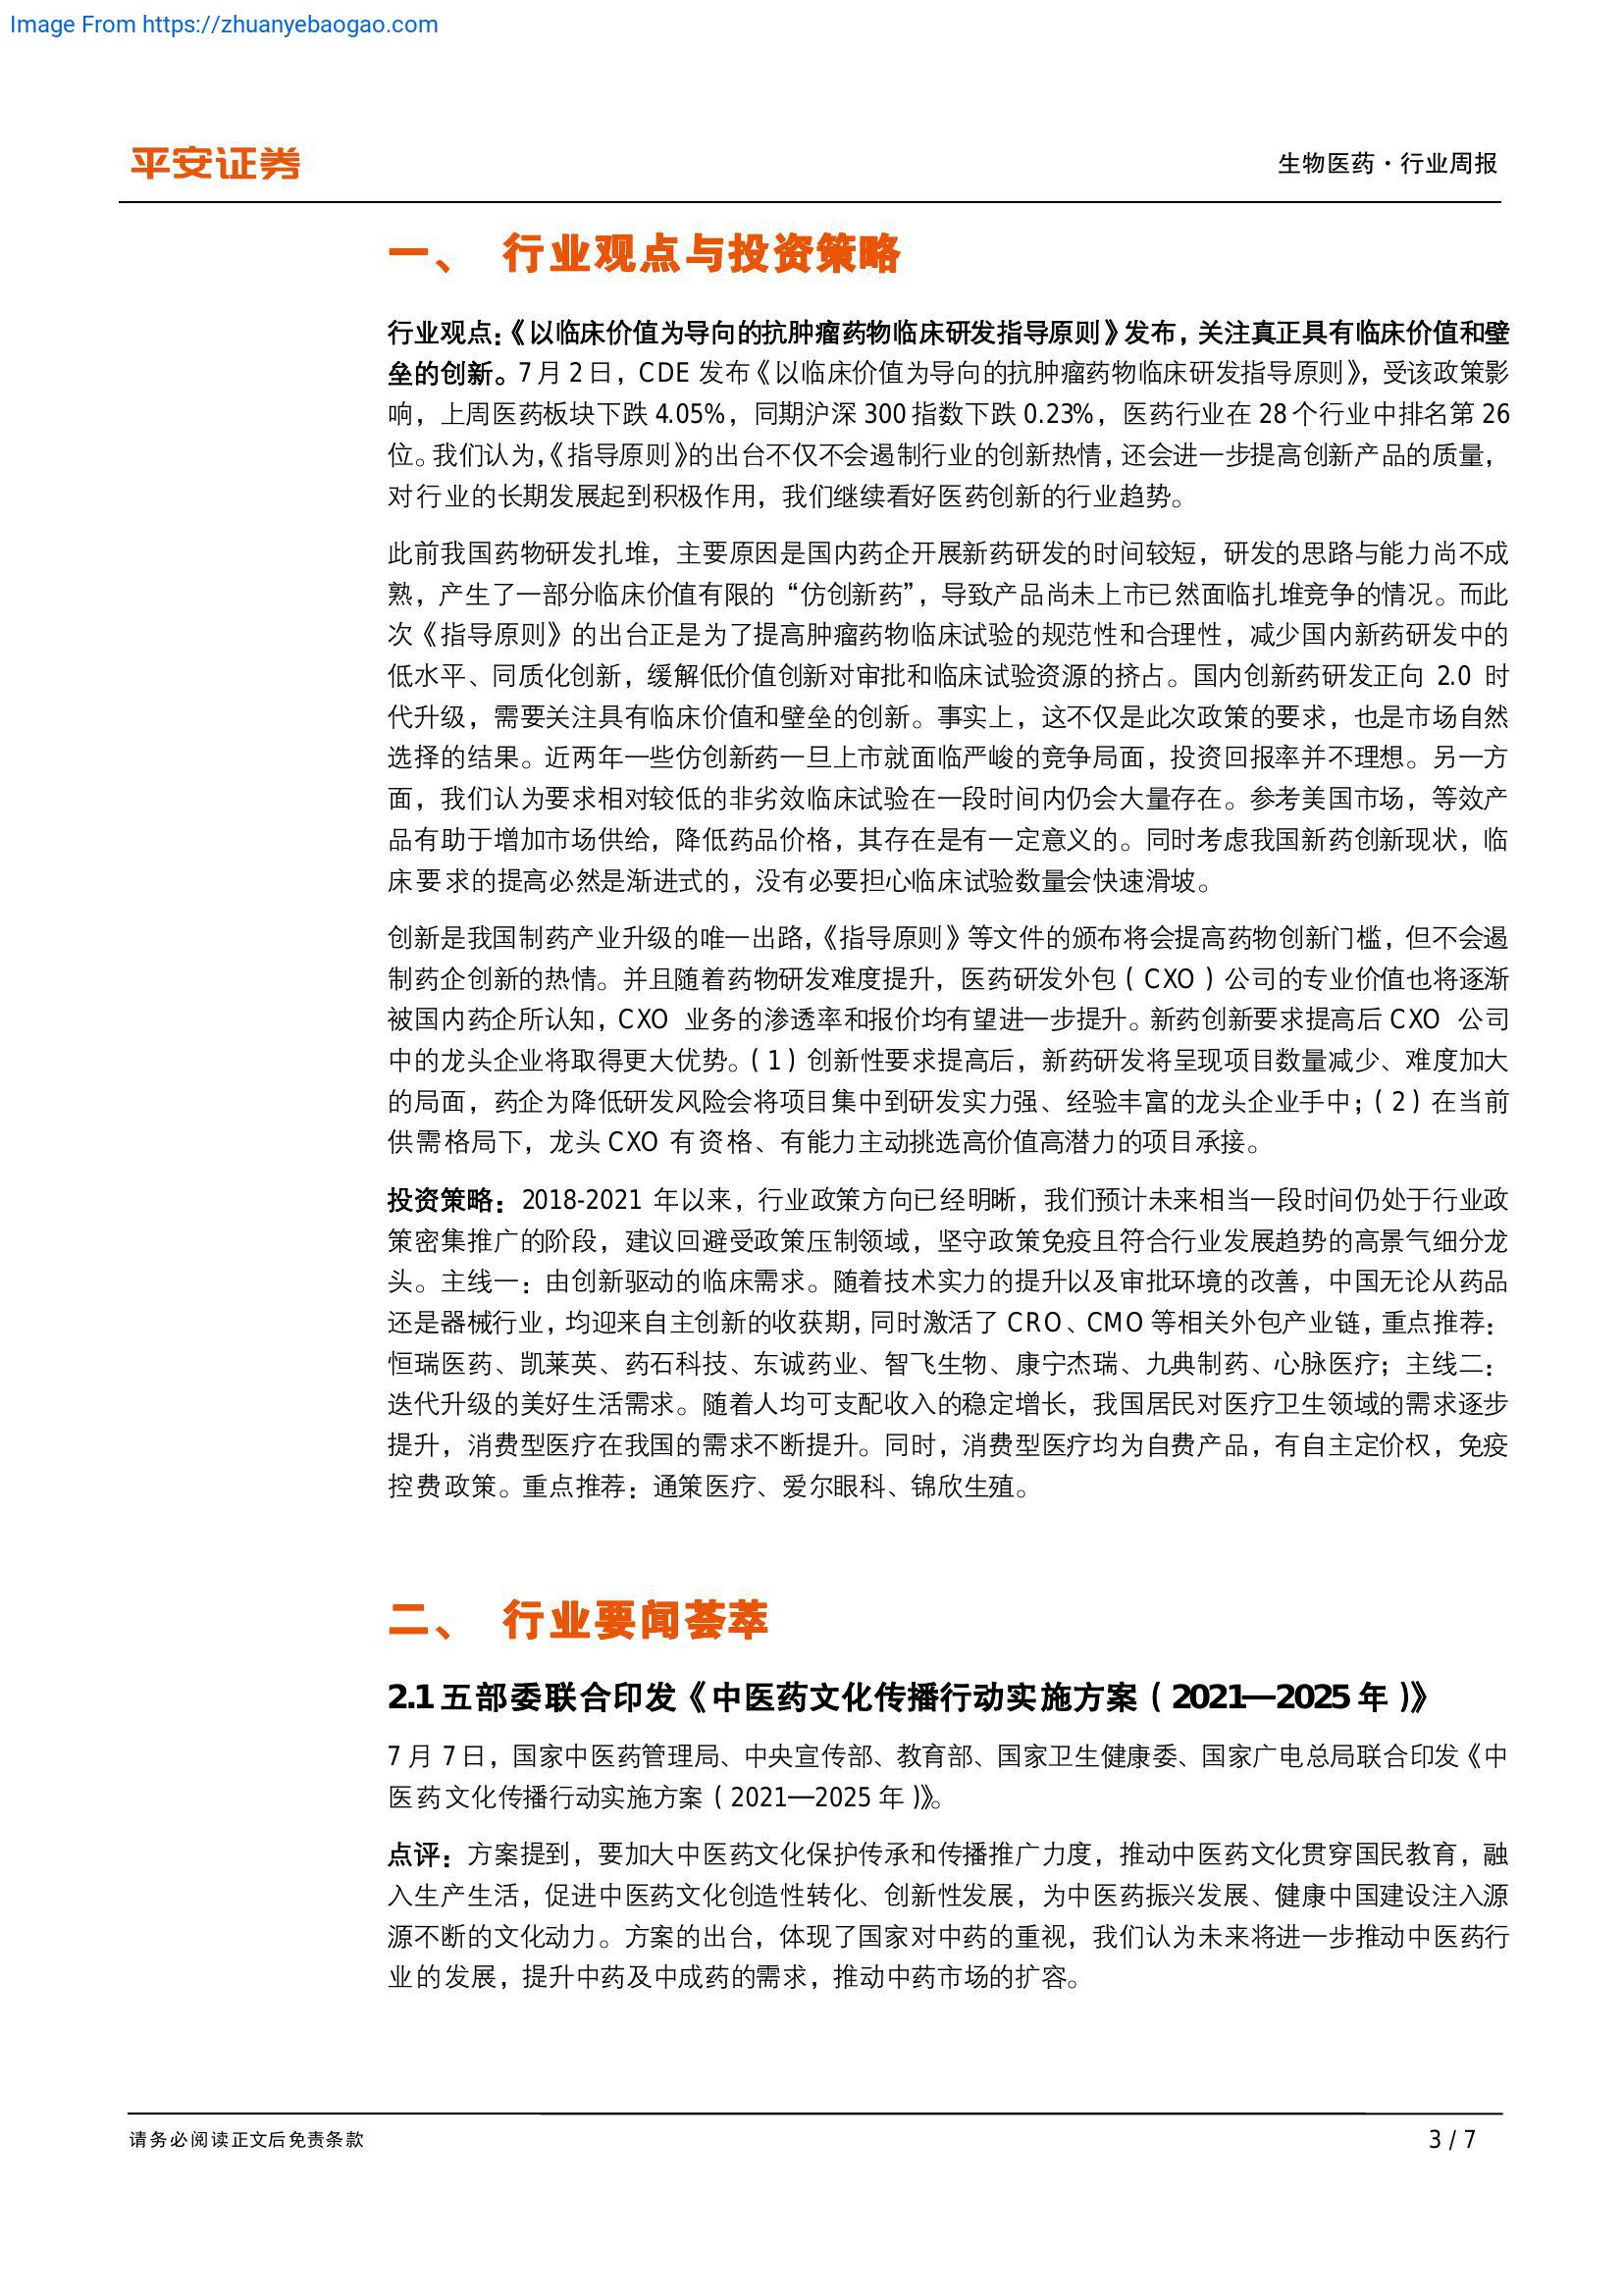 Image From https://zhuanyebaogao.com
平安证券
生物医药·行业周报
一、 行业观点与投资策略
行业观点：《以临床价值为导向的抗肿瘤药物临床研发指导原则》发布，关注真正具有临床价值和壁
垒的创新。7 月 2 日，CDE 发布《以临床价值为导向的抗肿瘤药物临床研发指导原则》，受该政策影
响，上周医药板块下跌 4.05%，同期沪深 300 指数下跌 0.23%，医药行业在 28 个行业中排名第 26
位。我们认为，《指导原则》的出台不仅不会遏制行业的创新热情，还会进一步提高创新产品的质量，
对行业的长期发展起到积极作用，我们继续看好医药创新的行业趋势。
此前我国药物研发扎堆，主要原因是国内药企开展新药研发的时间较短，研发的思路与能力尚不成
熟，产生了一部分临床价值有限的“仿创新药”，导致产品尚未上市已然面临扎堆竞争的情况。而此
次《指导原则》的出台正是为了提高肿瘤药物临床试验的规范性和合理性，减少国内新药研发中的
低水平、同质化创新，缓解低价值创新对审批和临床试验资源的挤占。国内创新药研发正向 2.0 时
代升级，需要关注具有临床价值和壁垒的创新。事实上，这不仅是此次政策的要求，也是市场自然
选择的结果。近两年一些仿创新药一旦上市就面临严峻的竞争局面，投资回报率并不理想。另一方
面，我们认为要求相对较低的非劣效临床试验在一段时间内仍会大量存在。参考美国市场，等效产
品有助于增加市场供给，降低药品价格，其存在是有一定意义的。同时考虑我国新药创新现状，临
床要求的提高必然是渐进式的，没有必要担心临床试验数量会快速滑坡。
创新是我国制药产业升级的唯一出路，《指导原则》等文件的颁布将会提高药物创新门槛，但不会遏
制药企创新的热情。并且随着药物研发难度提升，医药研发外包（CXO）公司的专业价值也将逐渐
被国内药企所认知，CXO 业务的渗透率和报价均有望进一步提升。新药创新要求提高后 CXO 公司
中的龙头企业将取得更大优势。（1）创新性要求提高后，新药研发将呈现项目数量减少、难度加大
的局面，药企为降低研发风险会将项目集中到研发实力强、经验丰富的龙头企业手中；（2）在当前
供需格局下，龙头 CXO 有资格、有能力主动挑选高价值高潜力的项目承接。
投资策略：2018-2021 年以来，行业政策方向已经明晰，我们预计未来相当一段时间仍处于行业政
策密集推广的阶段，建议回避受政策压制领域，坚守政策免疫且符合行业发展趋势的高景气细分龙
头。主线一：由创新驱动的临床需求。随着技术实力的提升以及审批环境的改善，中国无论从药品
还是器械行业，均迎来自主创新的收获期，同时激活了 CRO、CMO 等相关外包产业链，重点推荐：
恒瑞医药、凯莱英、药石科技、东诚药业、智飞生物、康宁杰瑞、九典制药、心脉医疗；主线二：
迭代升级的美好生活需求。随着人均可支配收入的稳定增长，我国居民对医疗卫生领域的需求逐步
提升，消费型医疗在我国的需求不断提升。同时，消费型医疗均为自费产品，有自主定价权，免疫
控费政策。重点推荐：通策医疗、爱尔眼科、锦欣生殖。
二、 行业要闻荟萃
2.1 五部委联合印发《中医药文化传播行动实施方案（2021—2025 年）》
7 月 7 日，国家中医药管理局、中央宣传部、教育部、国家卫生健康委、国家广电总局联合印发《中
医药文化传播行动实施方案（2021—2025 年）》。
点评：方案提到，要加大中医药文化保护传承和传播推广力度，推动中医药文化贯穿国民教育，融
入生产生活，促进中医药文化创造性转化、创新性发展，为中医药振兴发展、健康中国建设注入源
源不断的文化动力。方案的出台，体现了国家对中药的重视，我们认为未来将进一步推动中医药行
业的发展，提升中药及中成药的需求，推动中药市场的扩容。
请务必阅读正文后免责条款
3 / 7